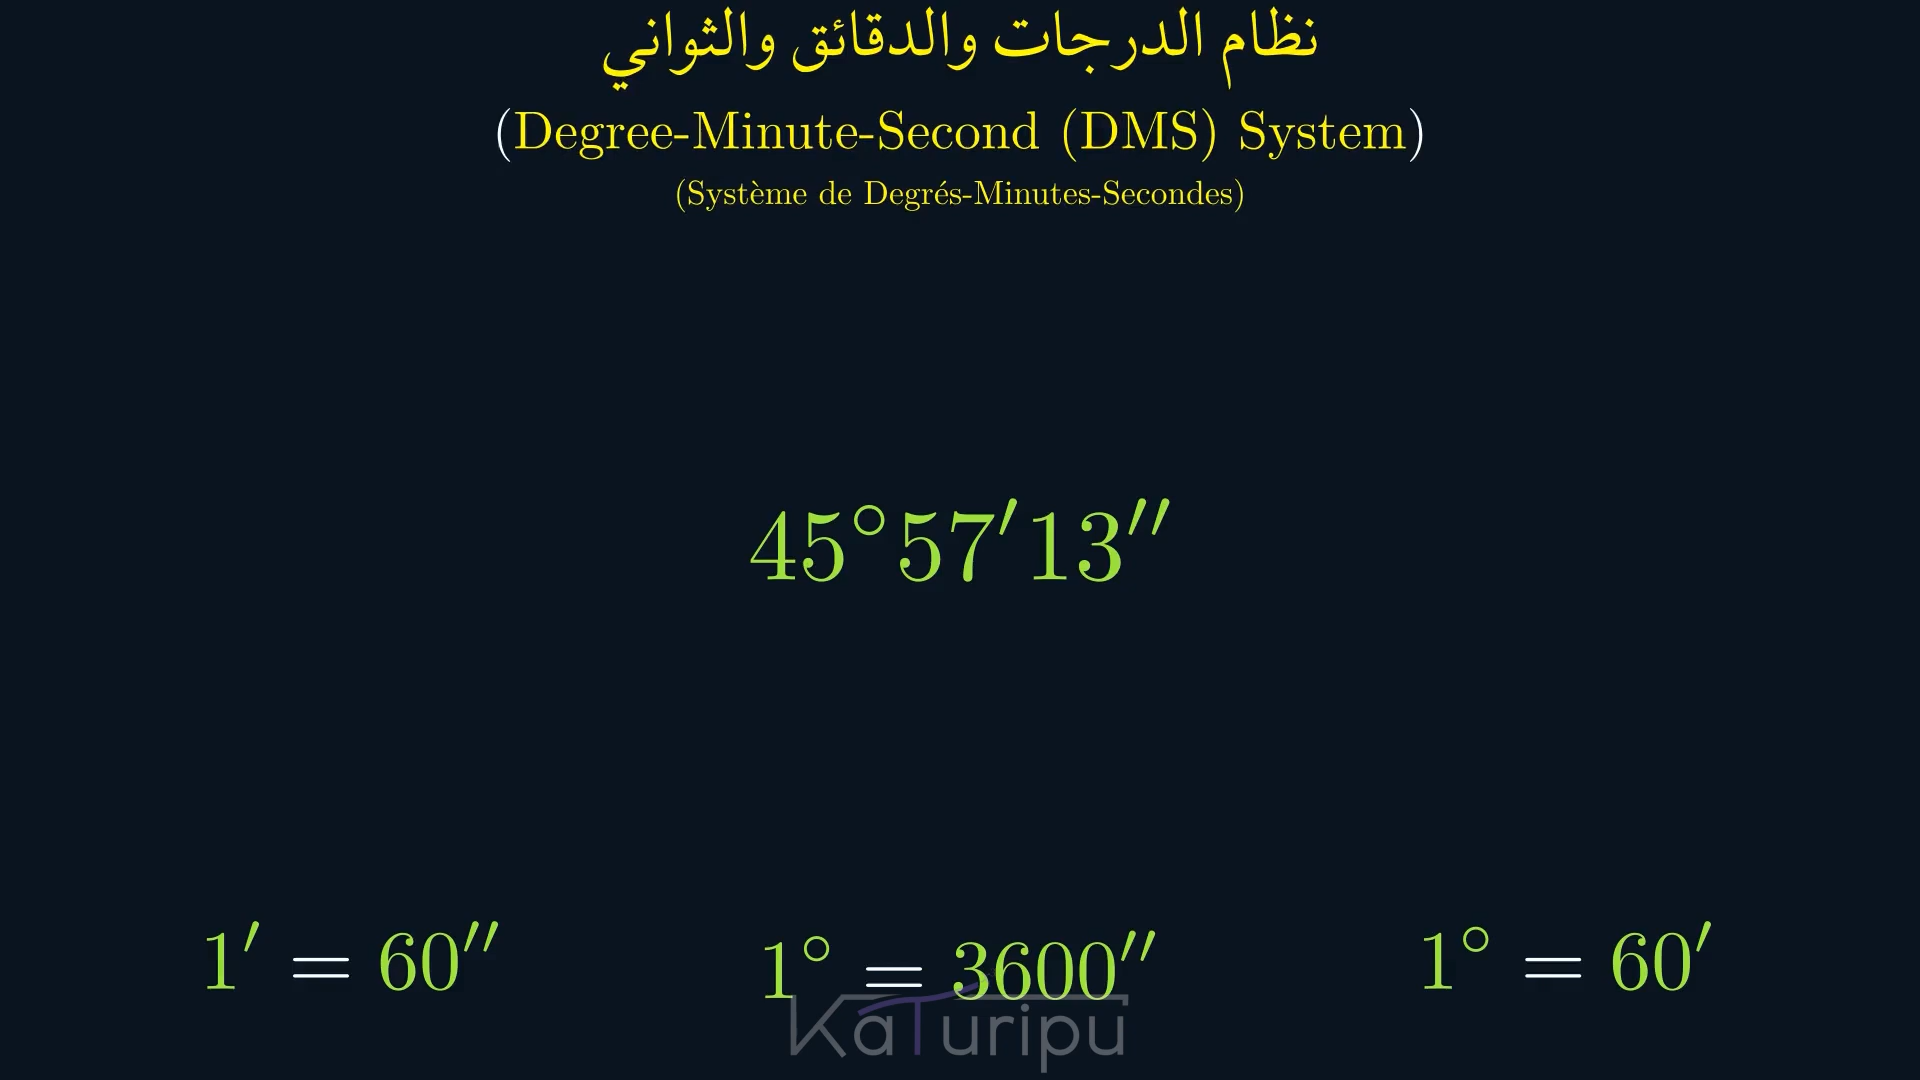 نظام الدرجات والدقائق والثواني
(Degree-Minute-Second (DMS) System)
(Système de Degrés-Minutes-Secondes)
45°57′13′′
1′ = 60′′
1° = 3600′′
1° = 60′
KaTuripu